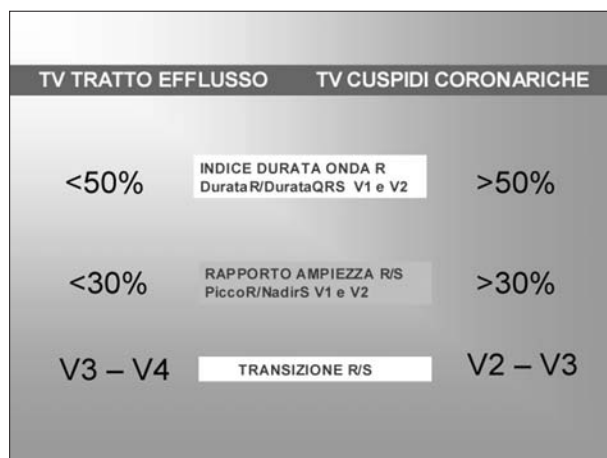 TV TRATTO EFFLUSSO TV CUSPIDI CORONARICHE
<50% INDICE DURATA ONDA R >50%
DurataR/DurataQRS V1 e V2
<30% RAPPORTO AMPIEZZA R/S >30%
PiccoR/NadirS V1 e V2
V3 – V4 TRANSIZIONE R/S V2 – V3